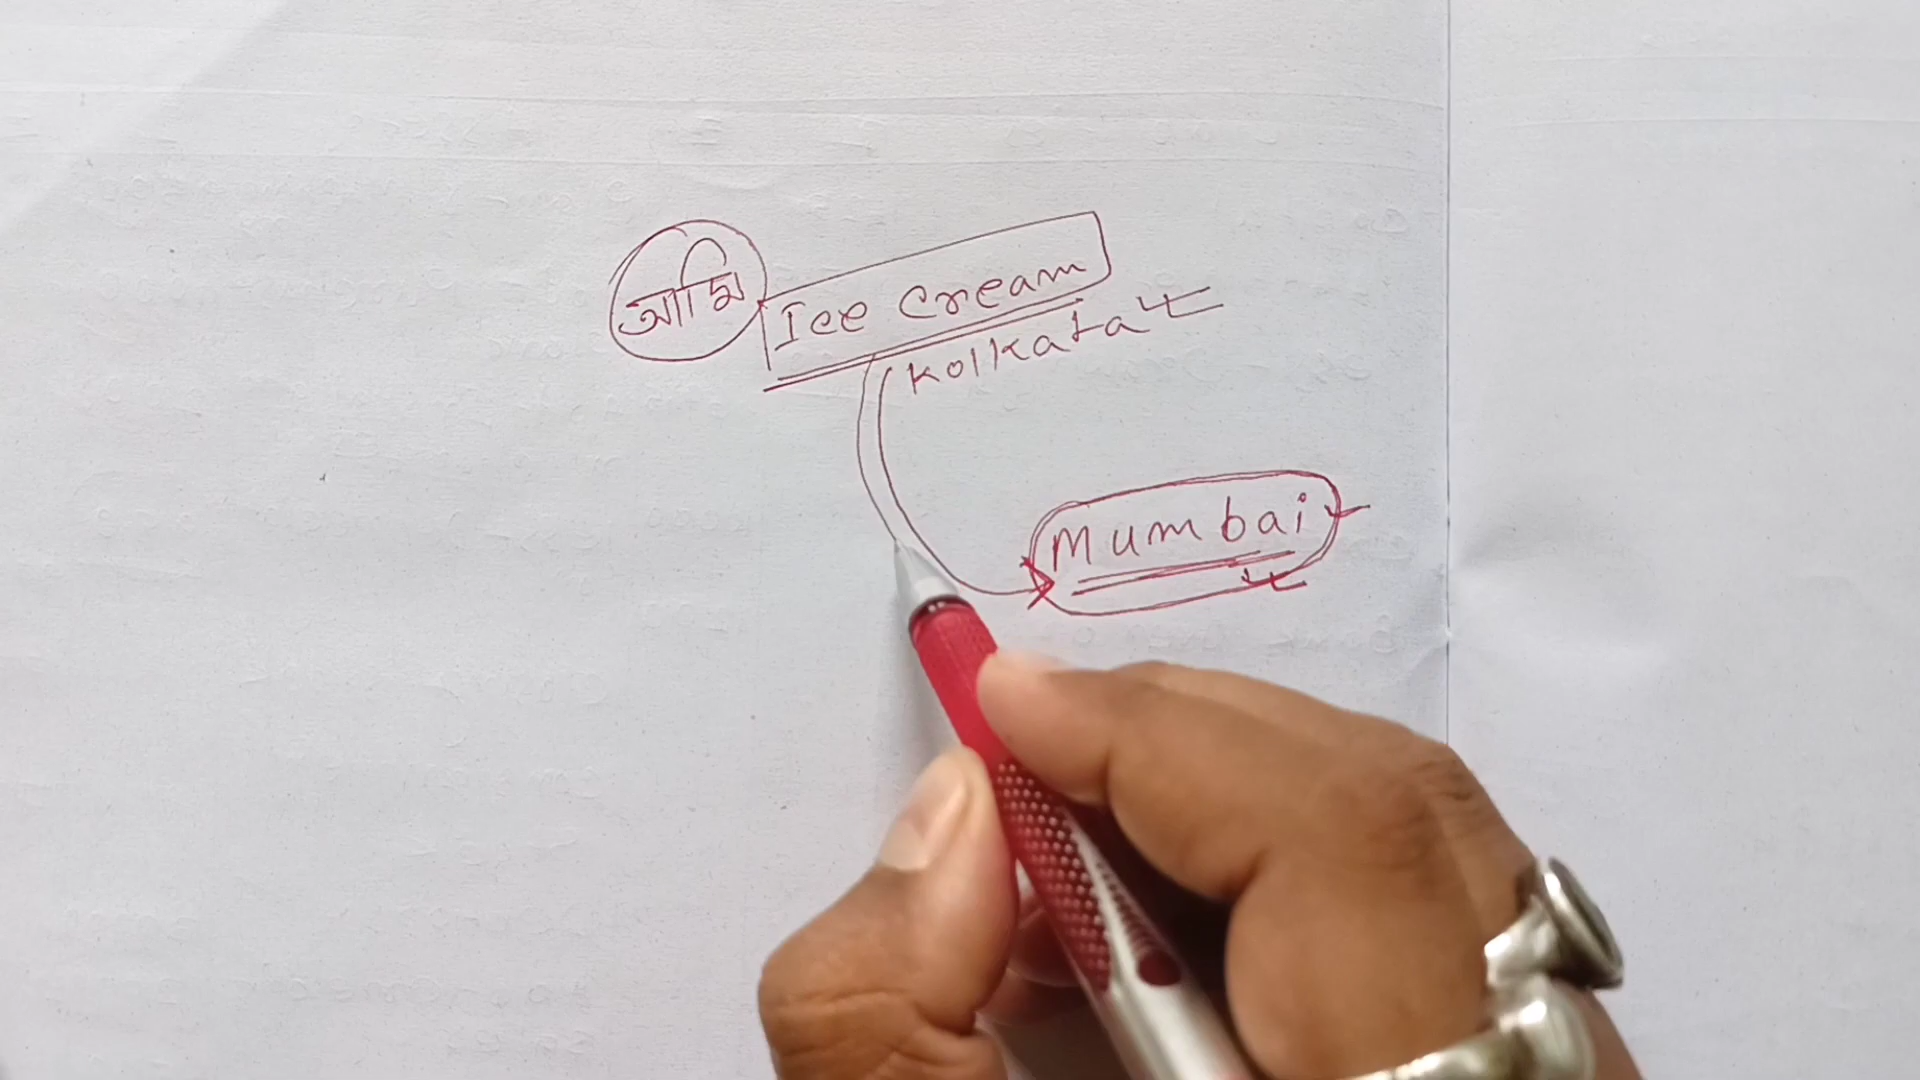 আমি Ice cream
Kolkata
Mumbai